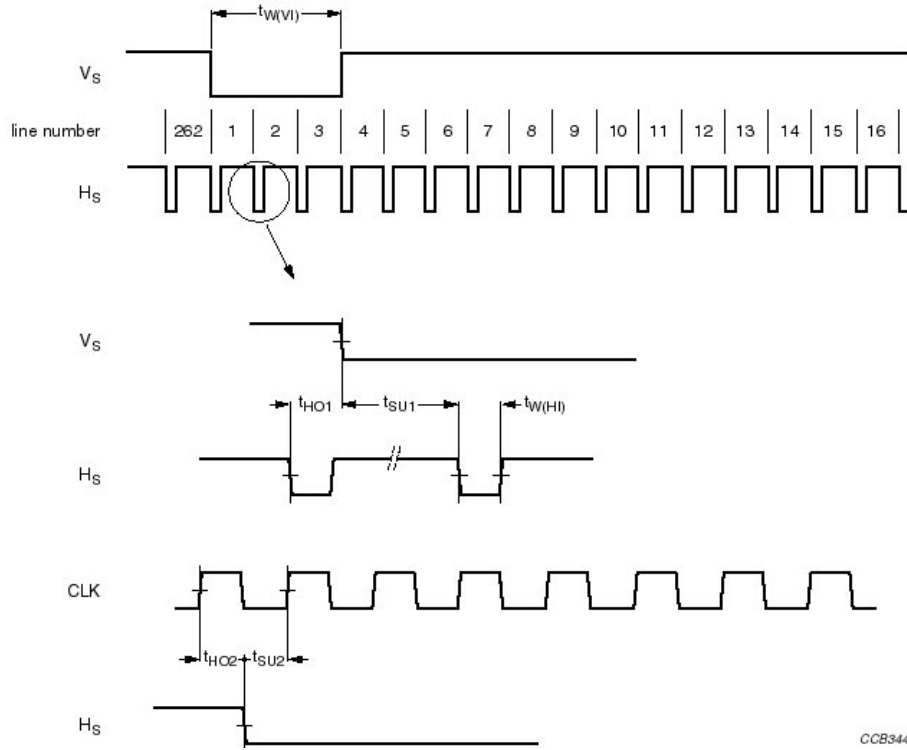 tW(VI)
VS
line number 262 1 2 3 4 5 6 7 8 9 10 11 12 13 14 15 16
HS
VS
tHO1 tSU1 tW(HI)
HS
CLK
tHO2 tSU2
HS
CCB344